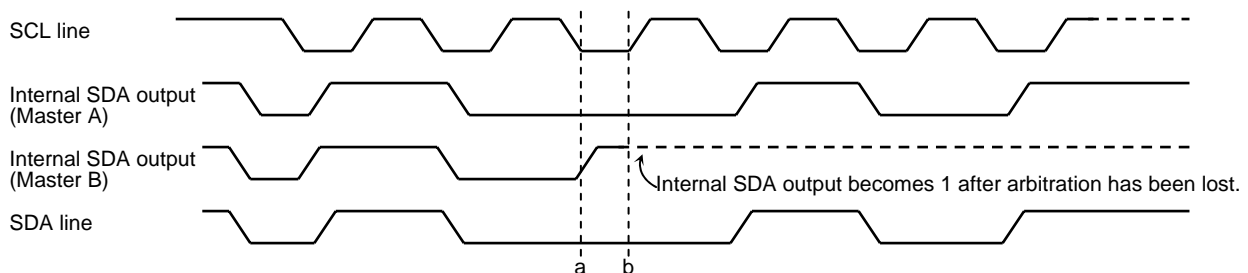 SCL line
Internal SDA output
(Master A)
Internal SDA output
(Master B)
Internal SDA output becomes 1 after arbitration has been lost.
SDA line
a
b